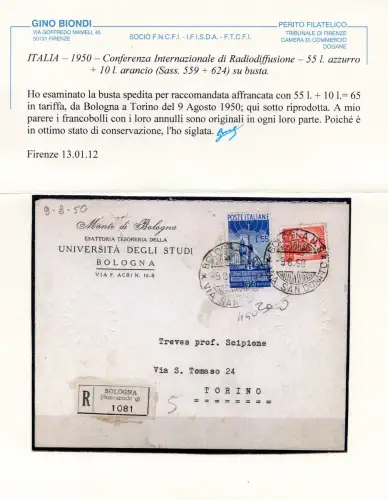 GINO BIONDI
VIA GOFFREDO MAMELI 45
50131 FIRENZE
SOCIO F.N.C.F.I. - I.F.I.S.D.A. - F.T.C.F.I.
PERITO FILATELICO
TRIBUNALE DI FIRENZE
CAMERA DI COMMERCIO
DOGANE
ITALIA – 1950 – Conferenza Internazionale di Radiodiffusione – 55 l. azzurro
+ 10 l. arancio (Sass. 559 + 624) su busta.
Ho esaminato la busta spedita per raccomandata affrancata con 55 l. + 10 l.= 65
in tariffa, da Bologna a Torino del 9 Agosto 1950; qui sotto riprodotta. A mio
parere i francobolli con i loro annulli sono originali in ogni loro parte. Poiché è
in ottimo stato di conservazione, l'ho siglata.
Firenze 13.01.12
9-8-50
Monte di Bologna
ESATTORIA TESORERIA DELLA
UNIVERSITÀ DEGLI STUDI
BOLOGNA
VIA F. ACRI N. 10-8
POSTE ITALIANE
L.55
Treves prof. Scipione
Via S. Tomaso 24
TORINO
R
BOLOGNA
(Succursale 9)
1081
5